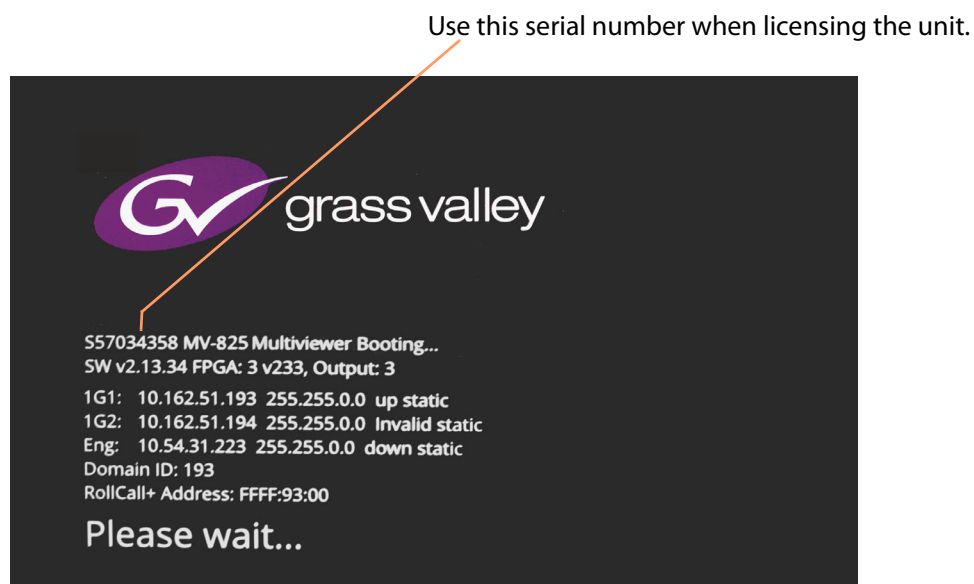 Use this serial number when licensing the unit.
GV
grass valley
S57034358 MV-825 Multiviewer Booting...
SW v2.13.34 FPGA: 3 v233, Output: 3
1G1: 10.162.51.193 255.255.0.0 up static
1G2: 10.162.51.194 255.255.0.0 Invalid static
Eng: 10.54.31.223 255.255.0.0 down static
Domain ID: 193
RollCall+ Address: FFFF:93:00
Please wait...